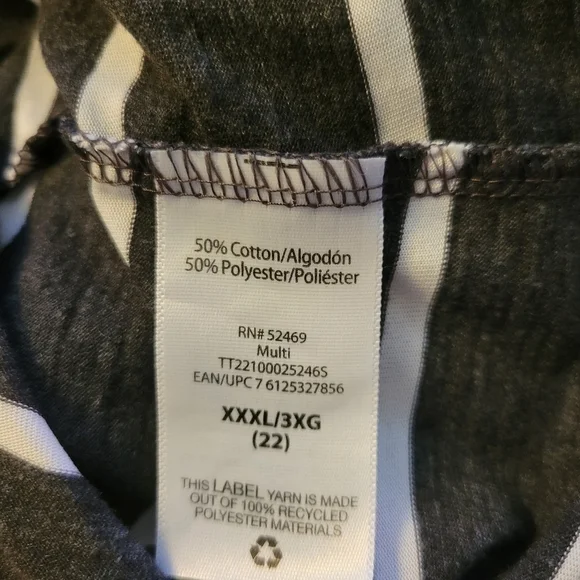 50% Cotton/Algodón
50% Polyester/Poliéster
RN# 52469
Multi
TT22100025246S
EAN/UPC 7 6125327856
XXXL/3XG
(22)
THIS LABEL YARN IS MADE
OUT OF 100% RECYCLED
POLYESTER MATERIALS